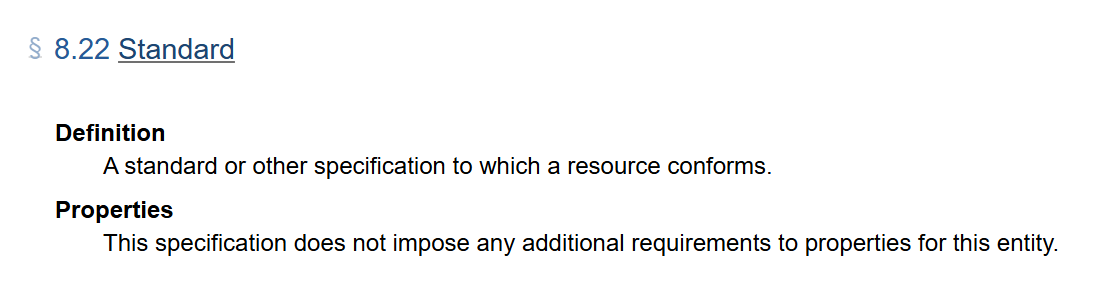 § 8.22 Standard
Definition
A standard or other specification to which a resource conforms.
Properties
This specification does not impose any additional requirements to properties for this entity.